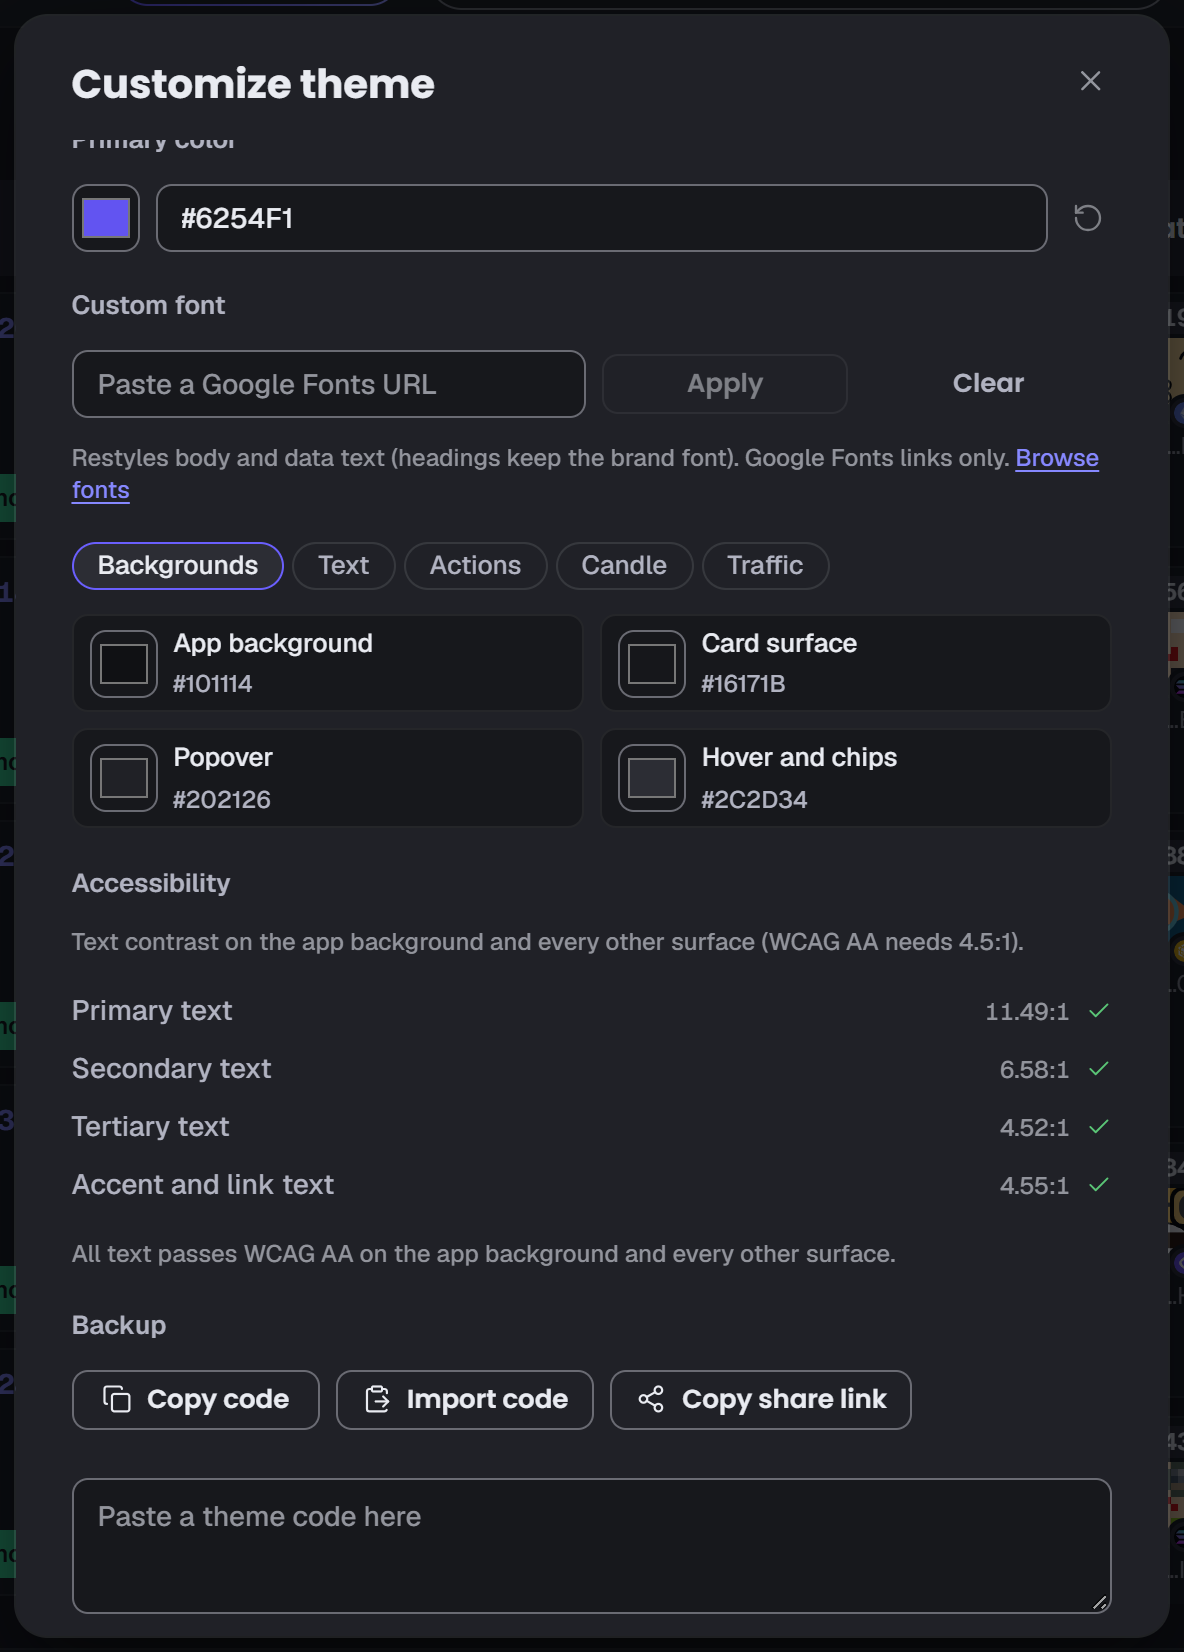 Customize theme
Primary color
#6254F1
Custom font
Paste a Google Fonts URL
Apply
Clear
Restyles body and data text (headings keep the brand font). Google Fonts links only. Browse
fonts
Backgrounds
Text
Actions
Candle
Traffic
App background
#101114
Card surface
#16171B
Popover
#202126
Hover and chips
#2C2D34
Accessibility
Text contrast on the app background and every other surface (WCAG AA needs 4.5:1).
Primary text
11.49:1
Secondary text
6.58:1
Tertiary text
4.52:1
Accent and link text
4.55:1
All text passes WCAG AA on the app background and every other surface.
Backup
Copy code
Import code
Copy share link
Paste a theme code here